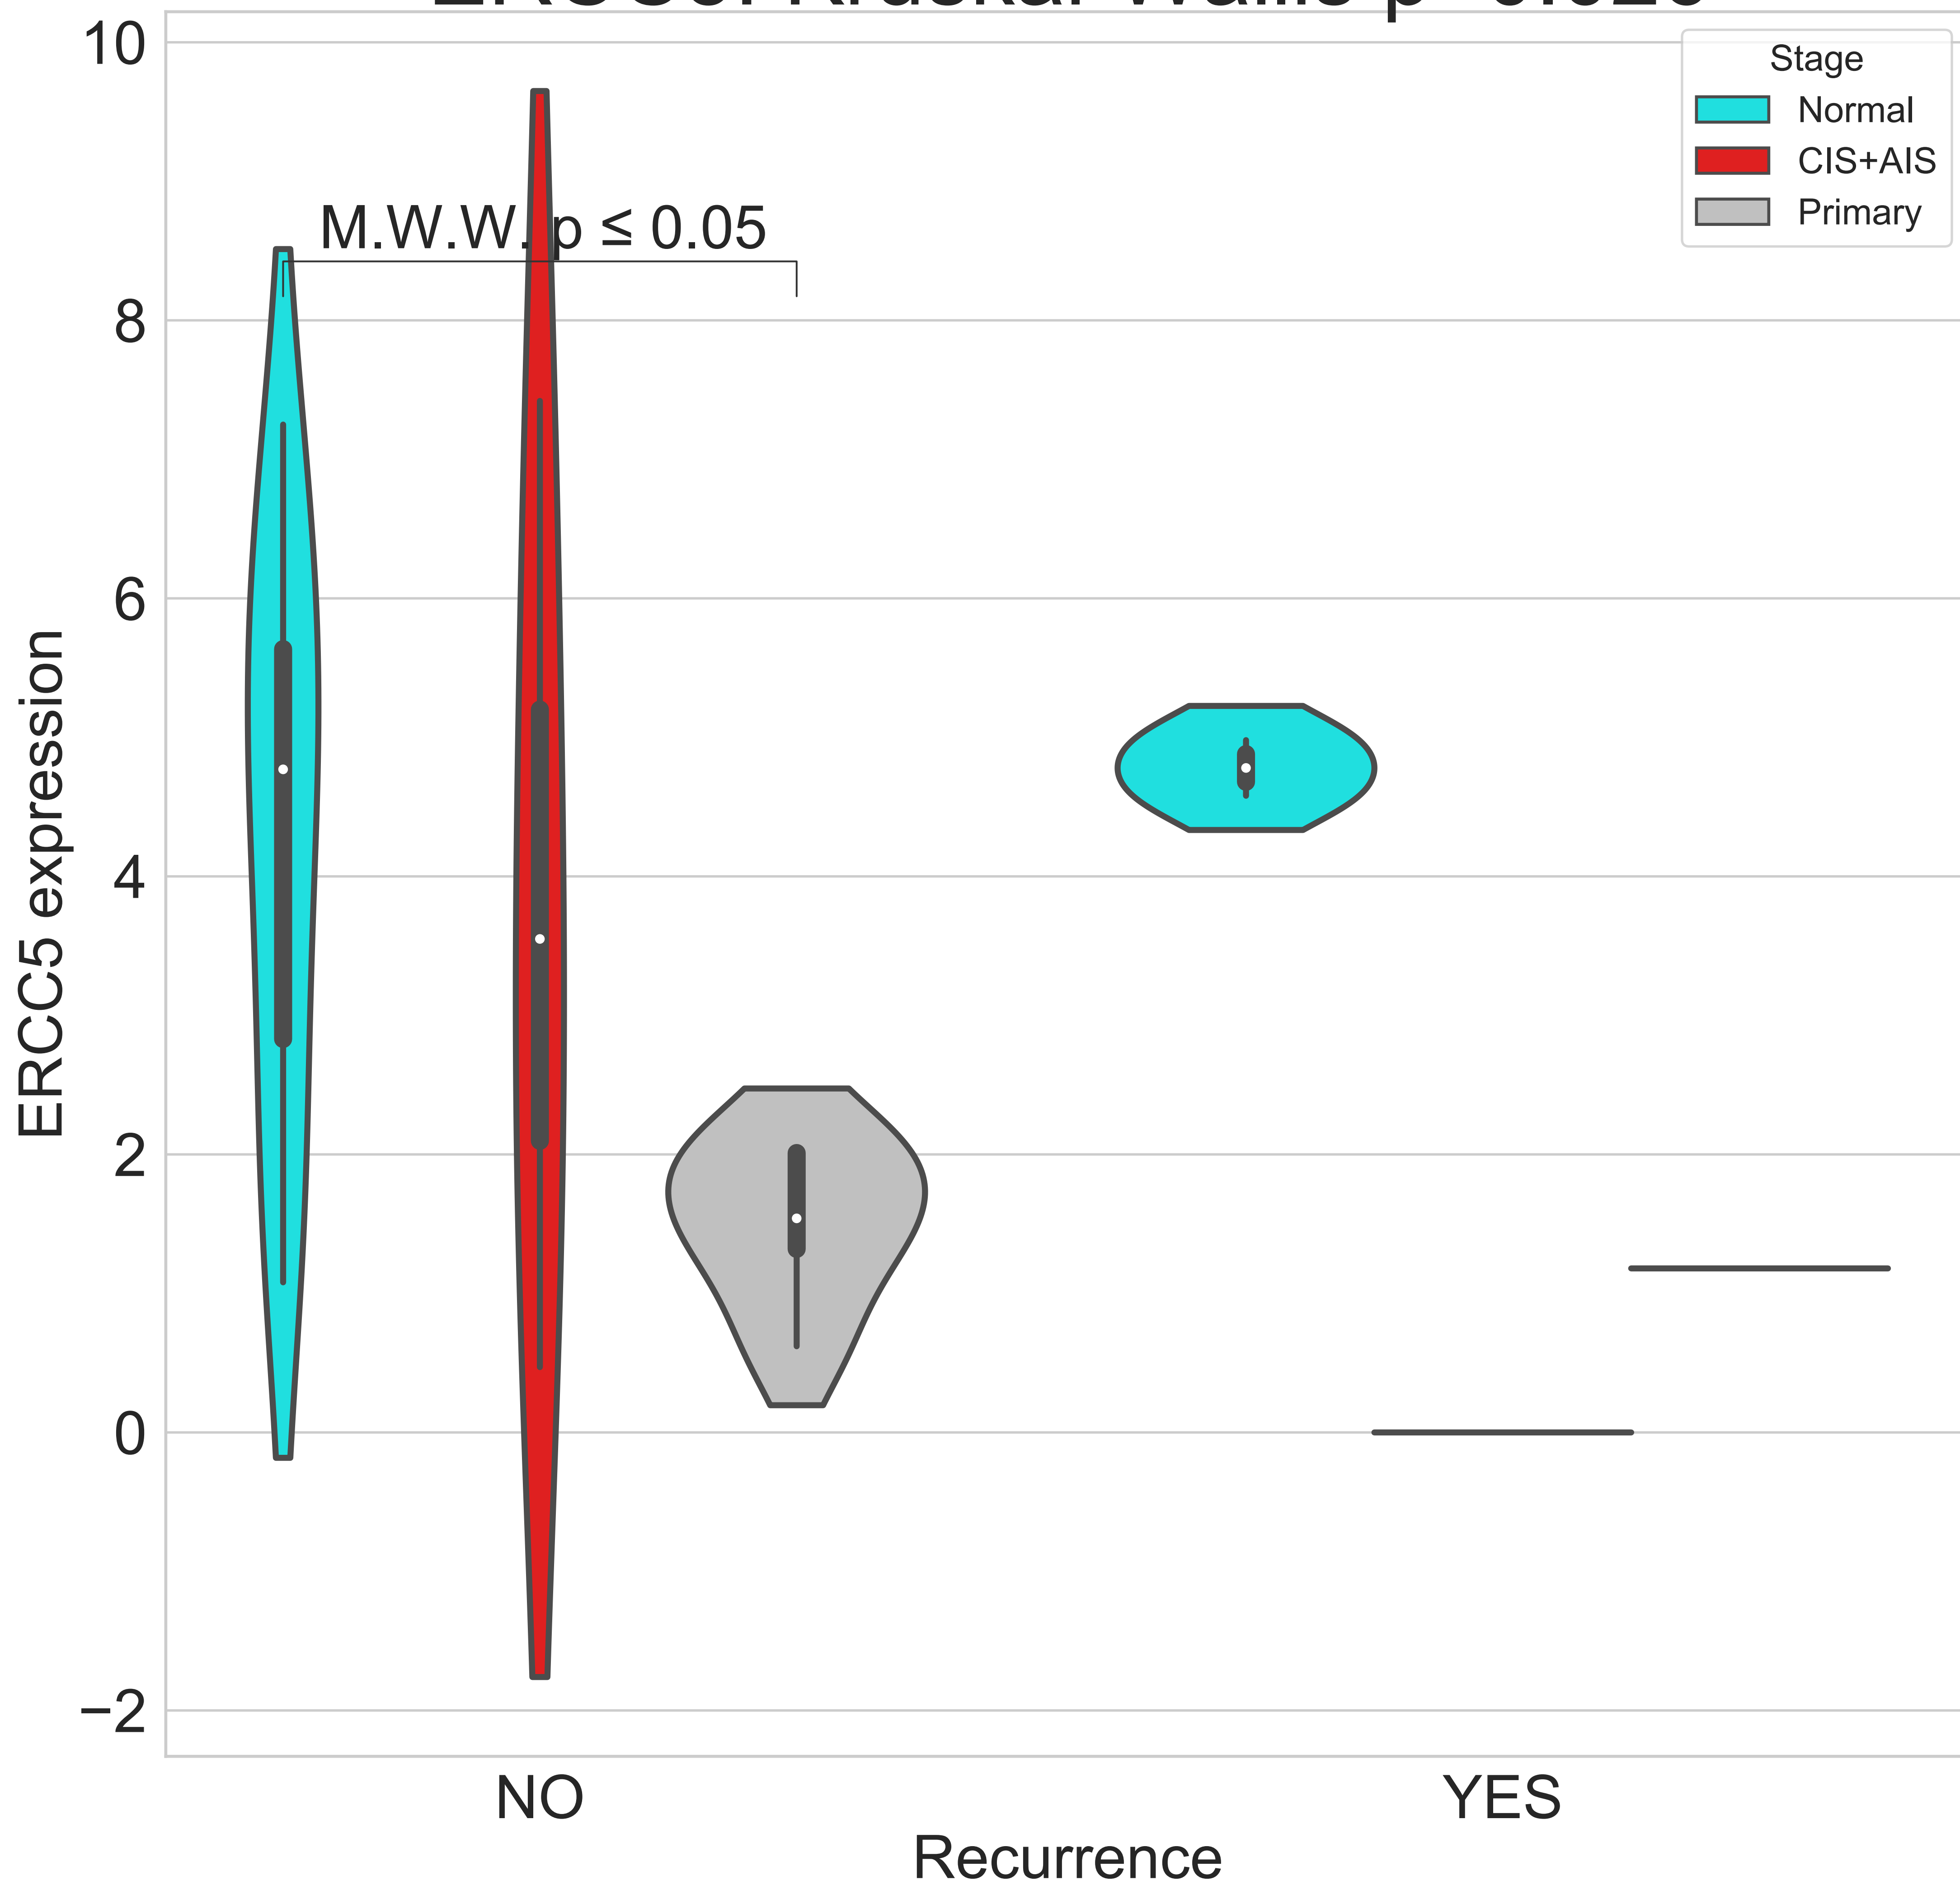 10
8
6
4
2
0
−2
ERCC5 expression
M.W.W. p ≤ 0.05
Stage
Normal
CIS+AIS
Primary
NO
YES
Recurrence